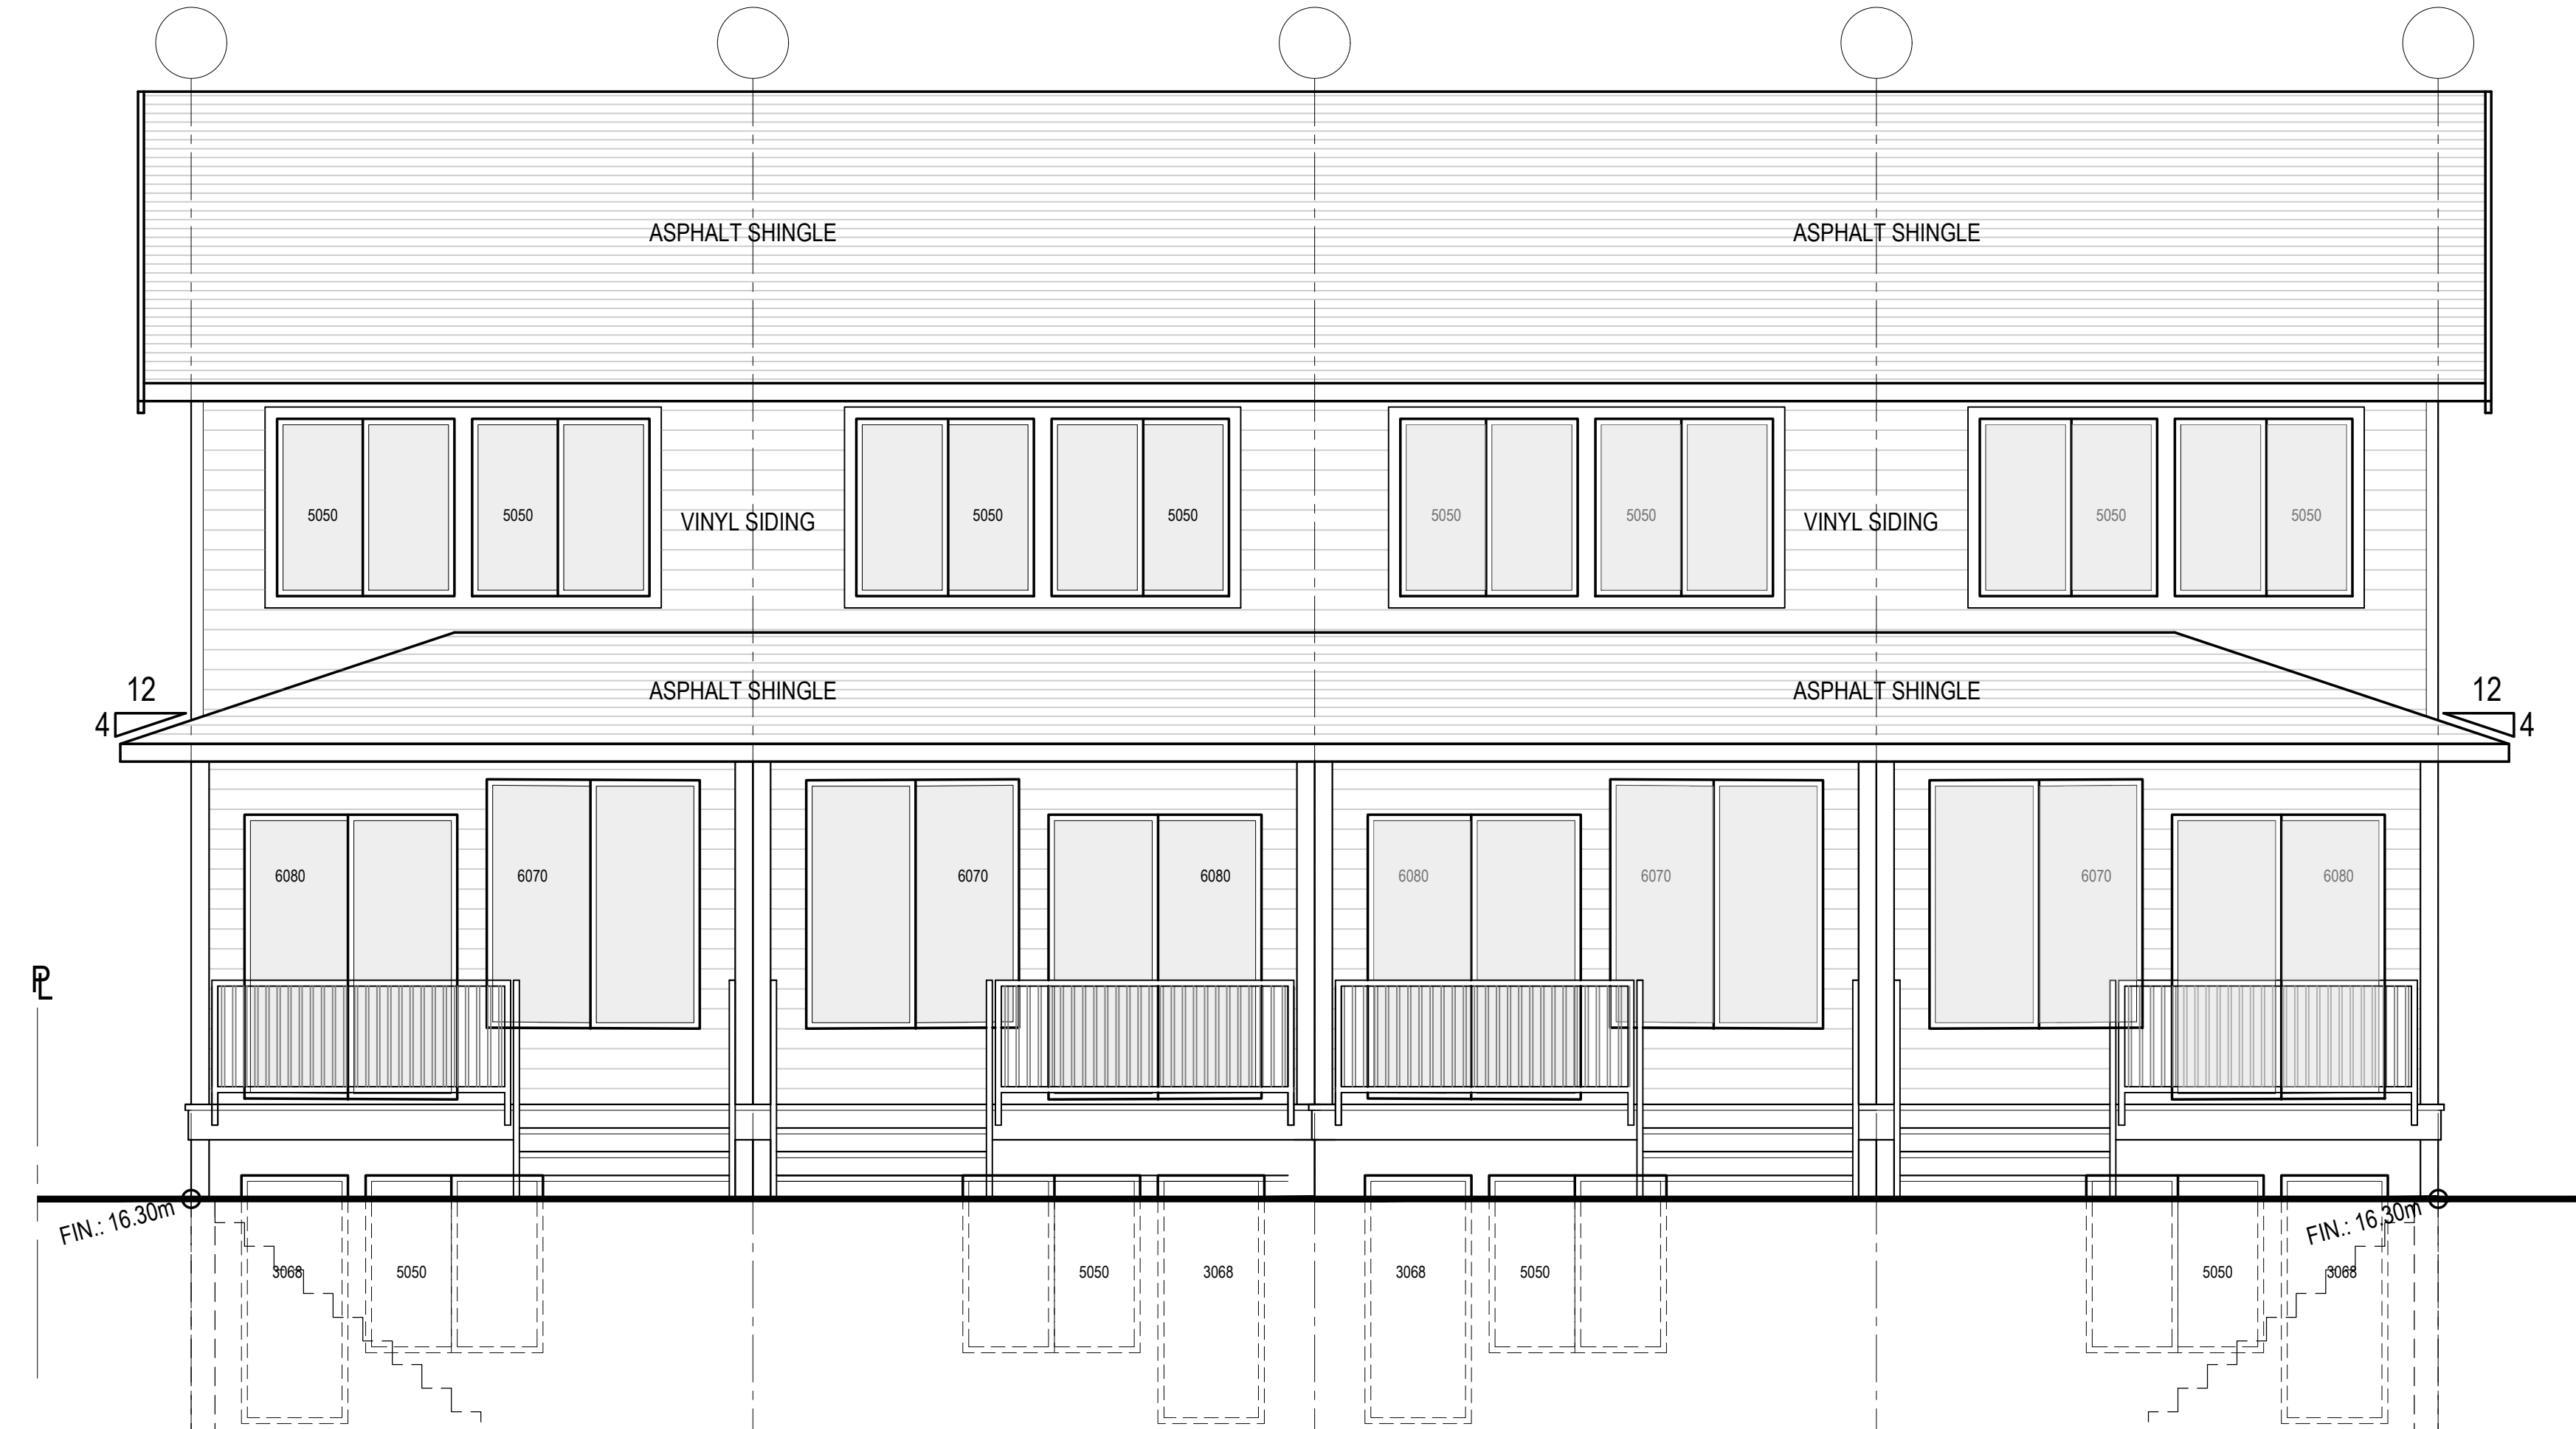 ASPHALT SHINGLE ASPHALT SHINGLE
5050 5050 5050 5050 5050 5050 5050 5050
VINYL SIDING VINYL SIDING
12 ASPHALT SHINGLE ASPHALT SHINGLE 12
4 4
6080 6070 6070 6080 6080 6070 6070 6080
PL
FIN.: 16.30m FIN.: 16.30m
3068 5050 5050 3068 3068 5050 5050 3068